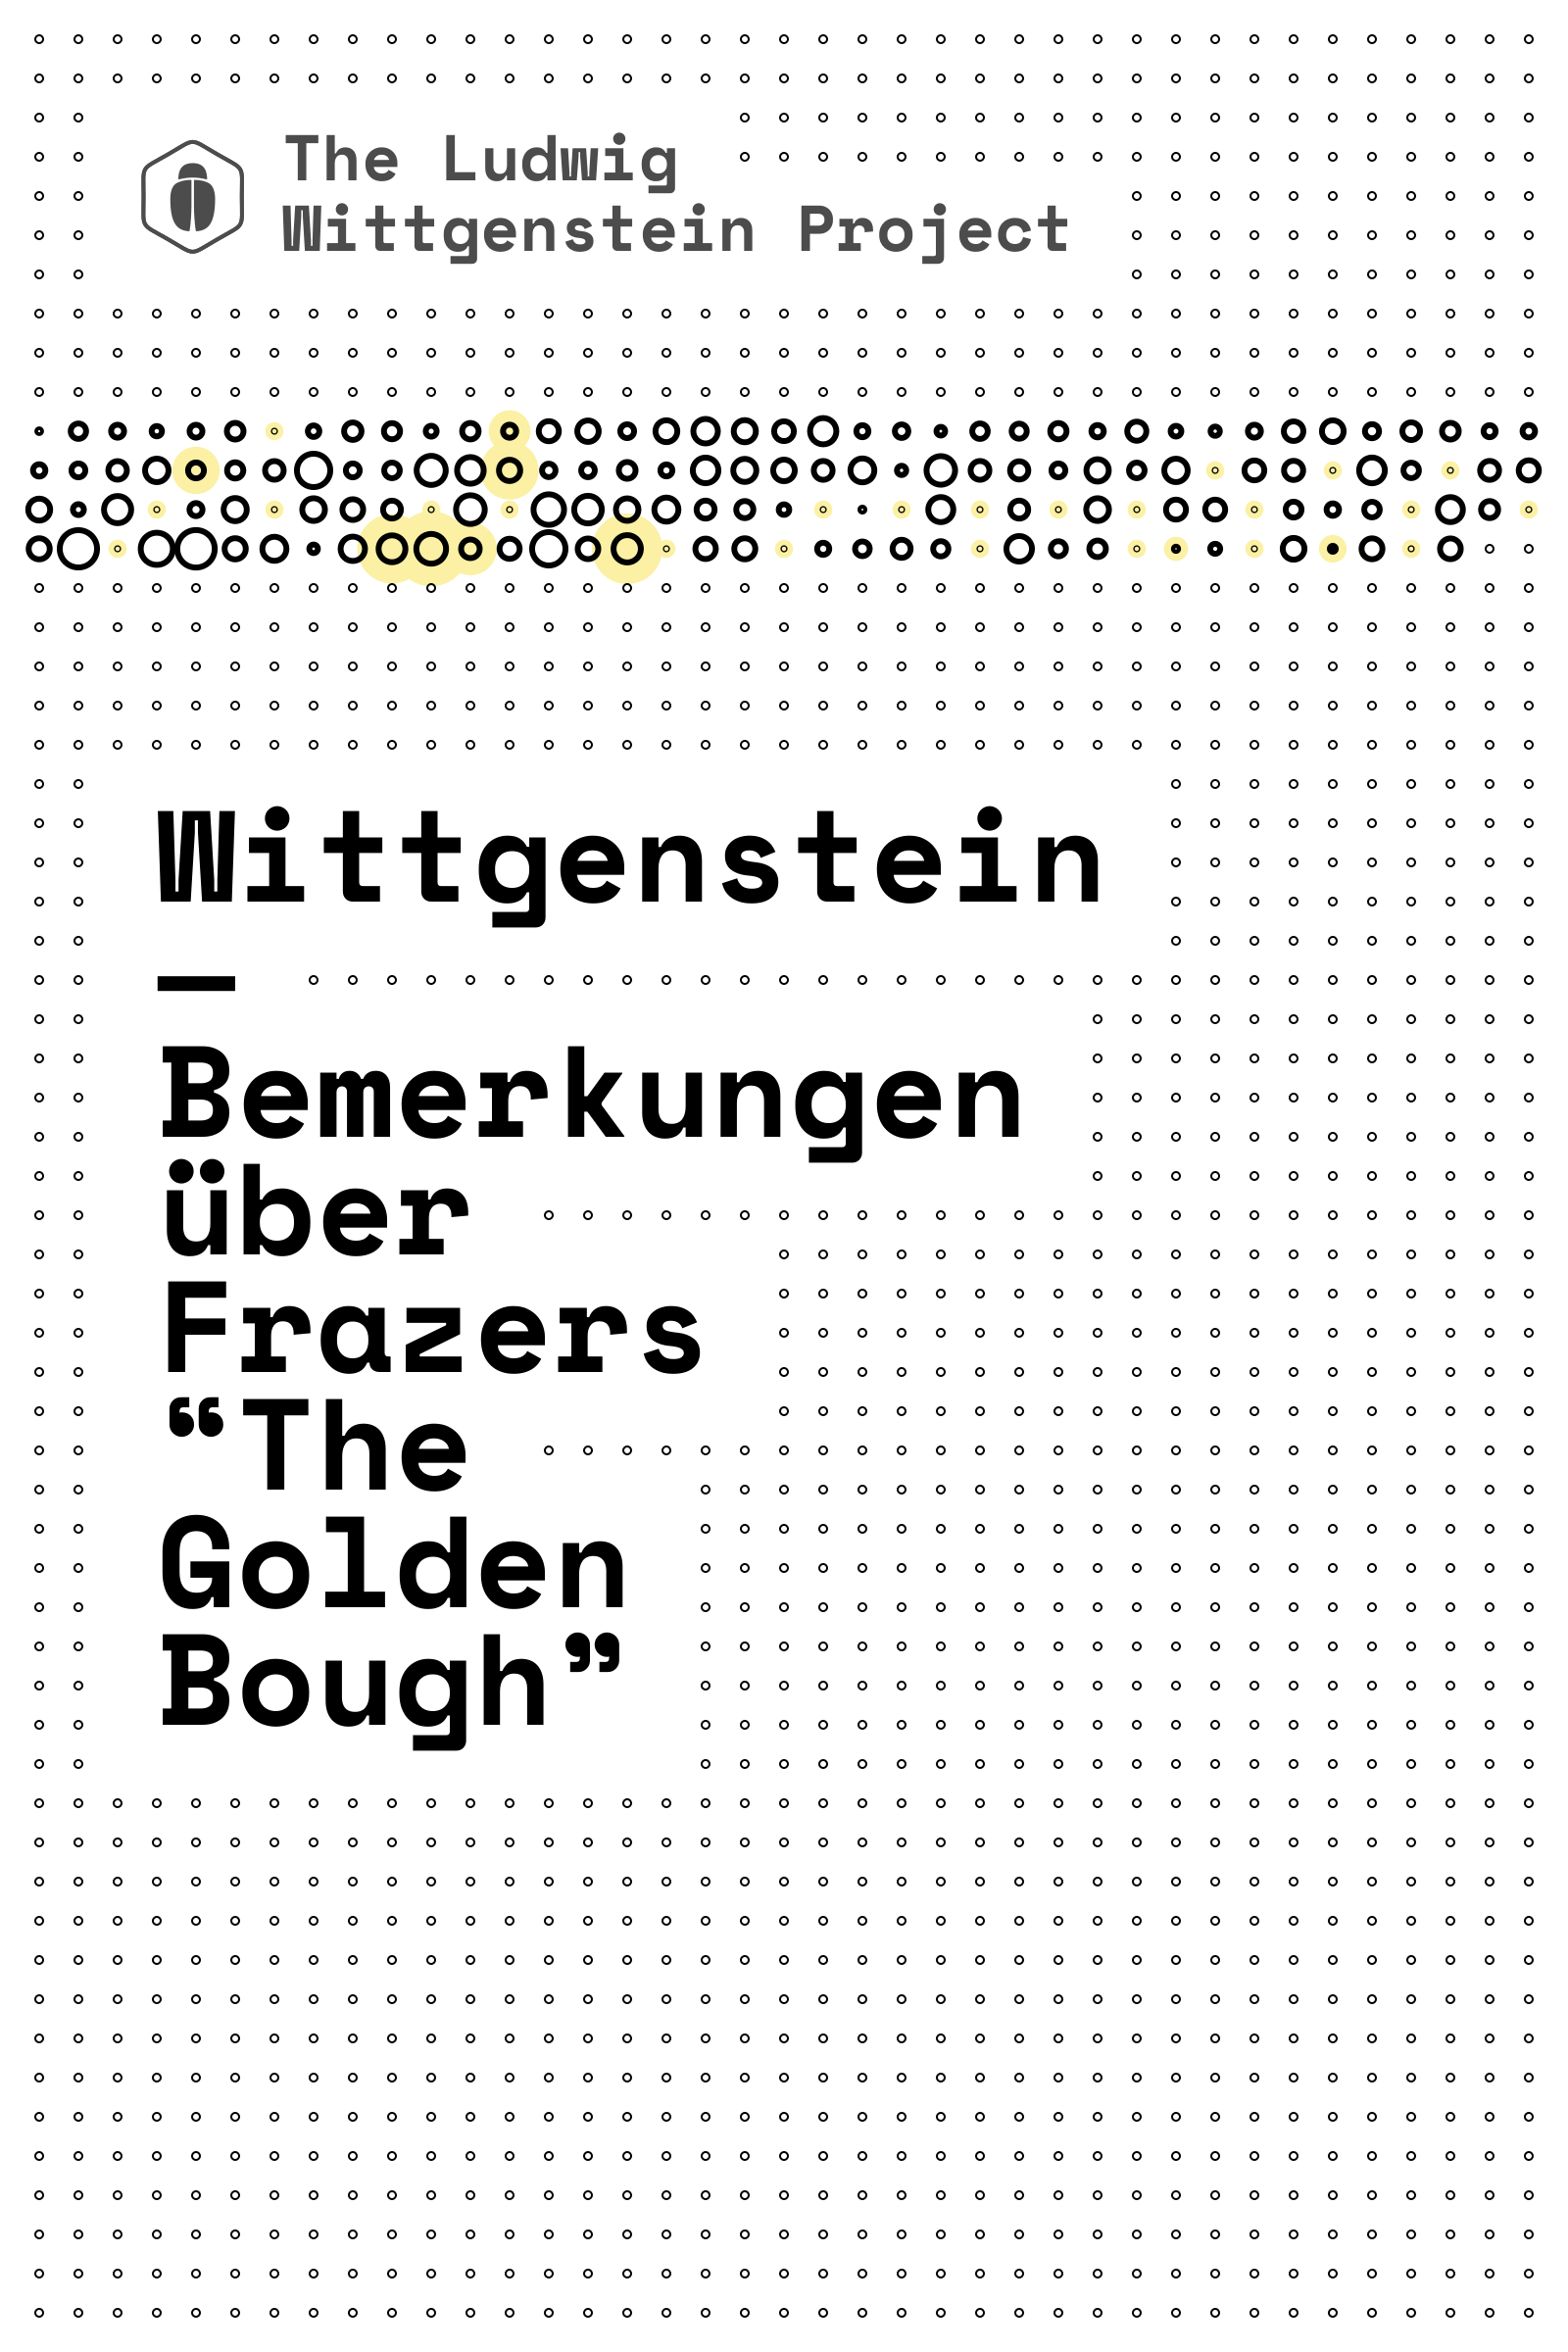 The Ludwig
Wittgenstein Project
Wittgenstein
—
Bemerkungen
über
Frazers
“The
Golden
Bough”